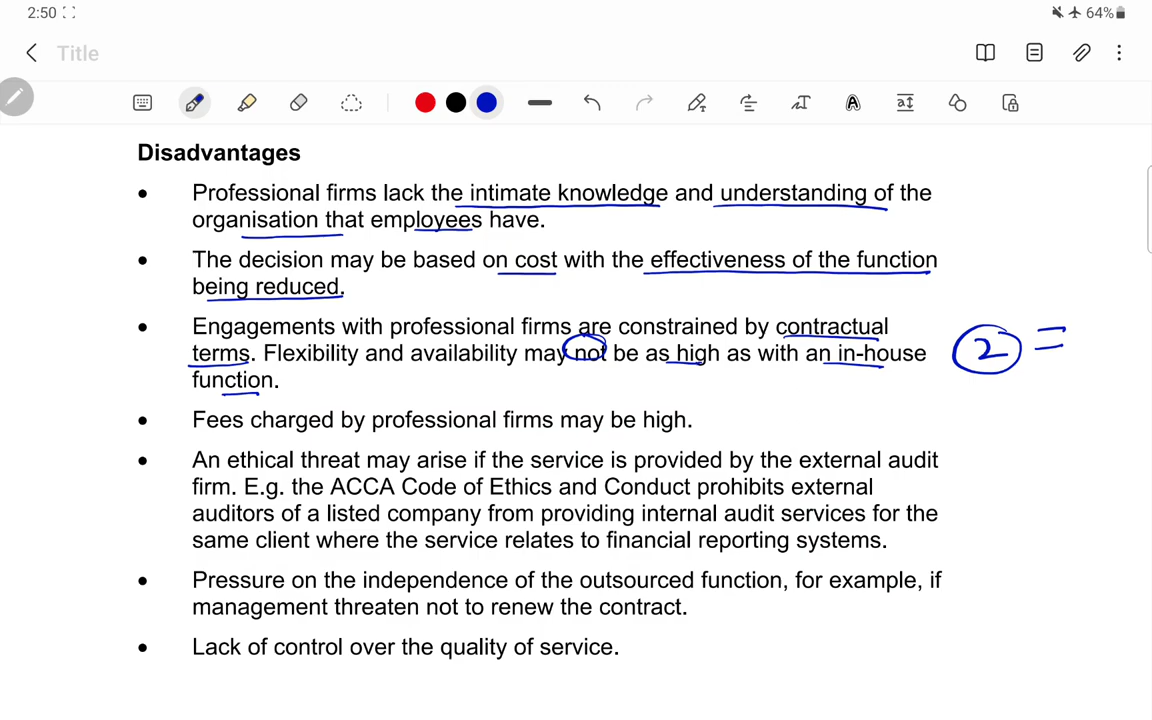 2:50
64%
Title
Disadvantages
• Professional firms lack the intimate knowledge and understanding of the
organisation that employees have.
• The decision may be based on cost with the effectiveness of the function
being reduced.
• Engagements with professional firms are constrained by contractual
terms. Flexibility and availability may not be as high as with an in-house
function.
2 =
• Fees charged by professional firms may be high.
• An ethical threat may arise if the service is provided by the external audit
firm. E.g. the ACCA Code of Ethics and Conduct prohibits external
auditors of a listed company from providing internal audit services for the
same client where the service relates to financial reporting systems.
• Pressure on the independence of the outsourced function, for example, if
management threaten not to renew the contract.
• Lack of control over the quality of service.